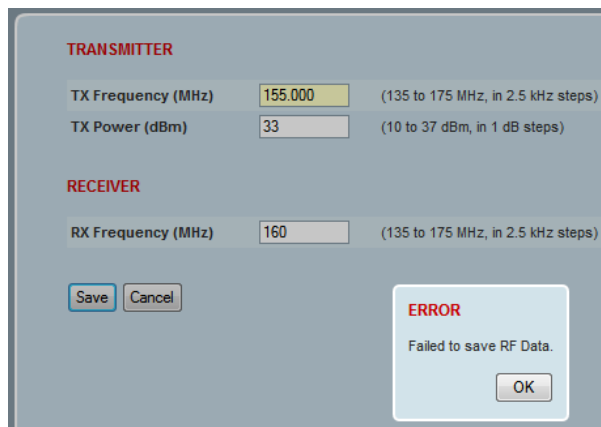 TRANSMITTER
TX Frequency (MHz) 155.000 (135 to 175 MHz, in 2.5 kHz steps)
TX Power (dBm) 33 (10 to 37 dBm, in 1 dB steps)
RECEIVER
RX Frequency (MHz) 160 (135 to 175 MHz, in 2.5 kHz steps)
Save Cancel
ERROR
Failed to save RF Data.
OK